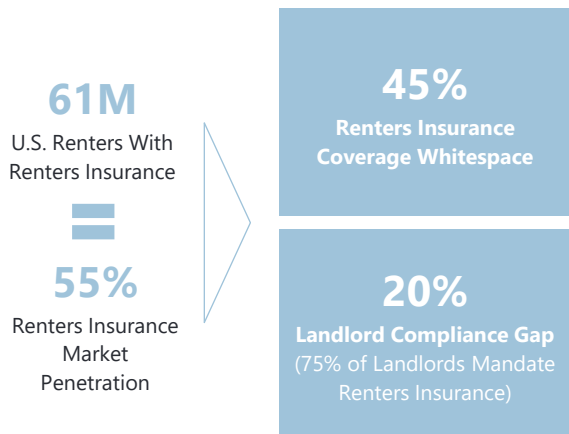 61M
U.S. Renters With
Renters Insurance
=
55%
Renters Insurance
Market
Penetration
45%
Renters Insurance
Coverage Whitespace
20%
Landlord Compliance Gap
(75% of Landlords Mandate
Renters Insurance)